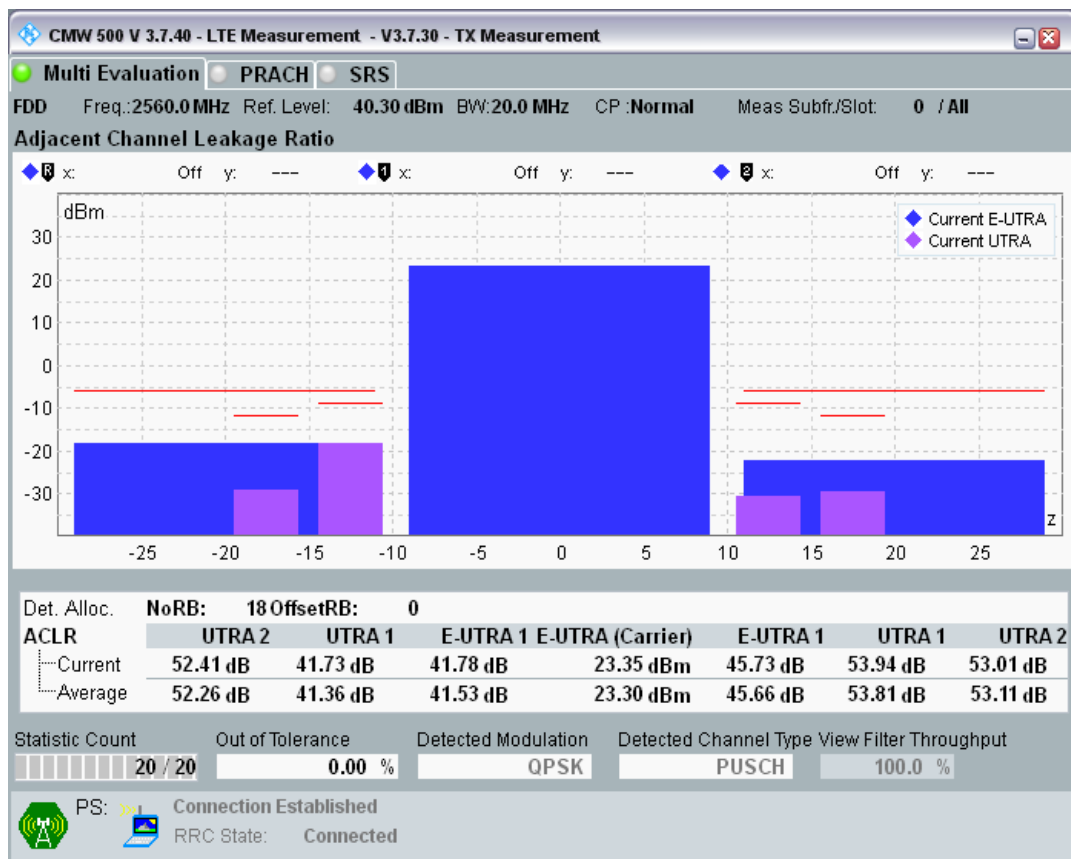 CMW 500 V 3.7.40 - LTE Measurement - V3.7.30 - TX Measurement
Multi Evaluation PRACH SRS
FDD Freg.:2560.0 MHz Ref. Level: 40.30 dBm BW:20.0 MHz CP :Normal Meas Subfr./Slot: 0 / All
Adjacent Channel Leakage Ratio
R x: Off y: --- 1 x: Off y: --- 2 x: Off y: ---
dBm
Current E-UTRA
Current UTRA
30
20
10
0
-10
-20
-30
z
-25 -20 -15 -10 -5 0 5 10 15 20 25
Det. Alloc. NoRB: 18 OffsetRB: 0
ACLR UTRA 2 UTRA 1 E-UTRA 1 E-UTRA (Carrier) E-UTRA 1 UTRA 1 UTRA 2
Current 52.41 dB 41.73 dB 41.78 dB 23.35 dBm 45.73 dB 53.94 dB 53.01 dB
Average 52.26 dB 41.36 dB 41.53 dB 23.30 dBm 45.66 dB 53.81 dB 53.11 dB
Statistic Count Out of Tolerance Detected Modulation Detected Channel Type View Filter Throughput
20 / 20 0.00 % QPSK PUSCH 100.0 %
PS: Connection Established
RRC State: Connected